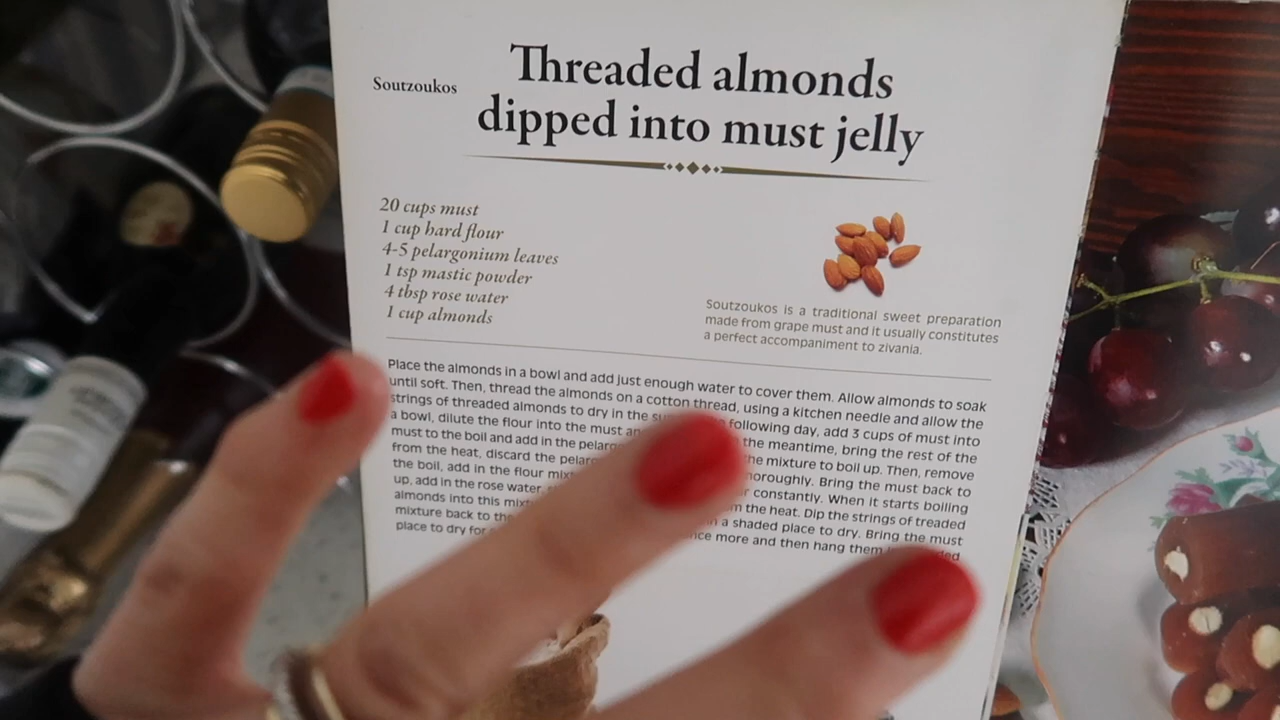 Soutzoukos
Threaded almonds
dipped into must jelly
20 cups must
1 cup hard flour
4-5 pelargonium leaves
1 tsp mastic powder
4 tbsp rose water
1 cup almonds
Soutzoukos is a traditional sweet preparation
made from grape must and it usually constitutes
a perfect accompaniment to zivania.
Place the almonds in a bowl and add just enough water to cover them. Allow almonds to soak
until soft. Then, thread the almonds on a cotton thread, using a kitchen needle and allow the
strings of threaded almonds to dry in the following day, add 3 cups of must into
a bowl, dilute the flour into the must the meantime, bring the rest of the
must to the boil and add in the the mixture to boil up. Then, remove
from the heat, discard the Bring the must back to
the boil, add in the flour constantly. When it starts boiling
up, add in the rose water the heat. Dip the strings of treaded
almonds into this in a shaded place to dry. Bring the must
mixture back to more and then hang them
place to dry for